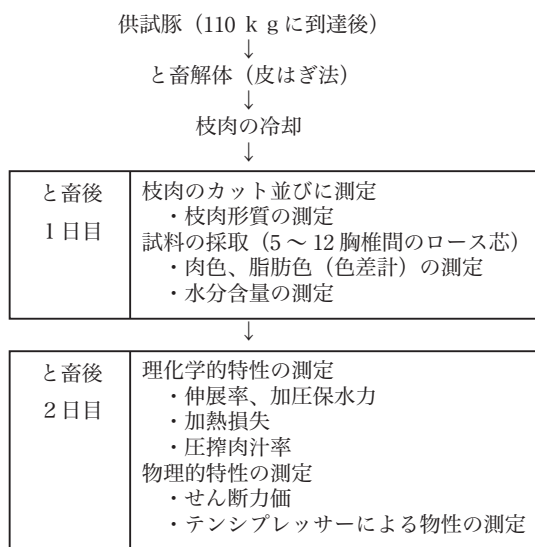 供試豚（110 ｋｇに到達後）
↓
と畜解体（皮はぎ法）
↓
枝肉の冷却
↓
と畜後
１日目
枝肉のカット並びに測定
・枝肉形質の測定
試料の採取（5 ～ 12 胸椎間のロース芯）
・肉色、脂肪色（色差計）の測定
・水分含量の測定
↓
と畜後
２日目
理化学的特性の測定
・伸展率、加圧保水力
・加熱損失
・圧搾肉汁率
物理的特性の測定
・せん断力価
・テンシプレッサーによる物性の測定